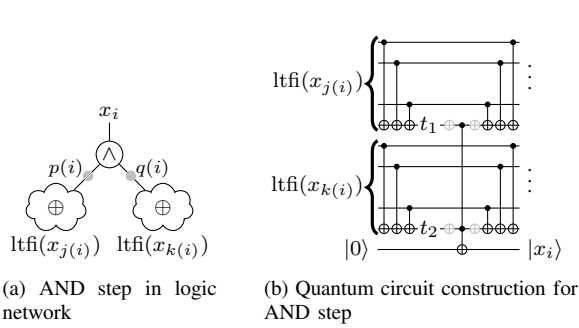 x_i
∧
p(i) q(i)
⊕ ⊕
ltfi(x_{j(i)}) ltfi(x_{k(i)})
(a) AND step in logic
network
ltfi(x_{j(i)})
t_1
ltfi(x_{k(i)})
t_2
|0⟩ |x_i⟩
(b) Quantum circuit construction for
AND step